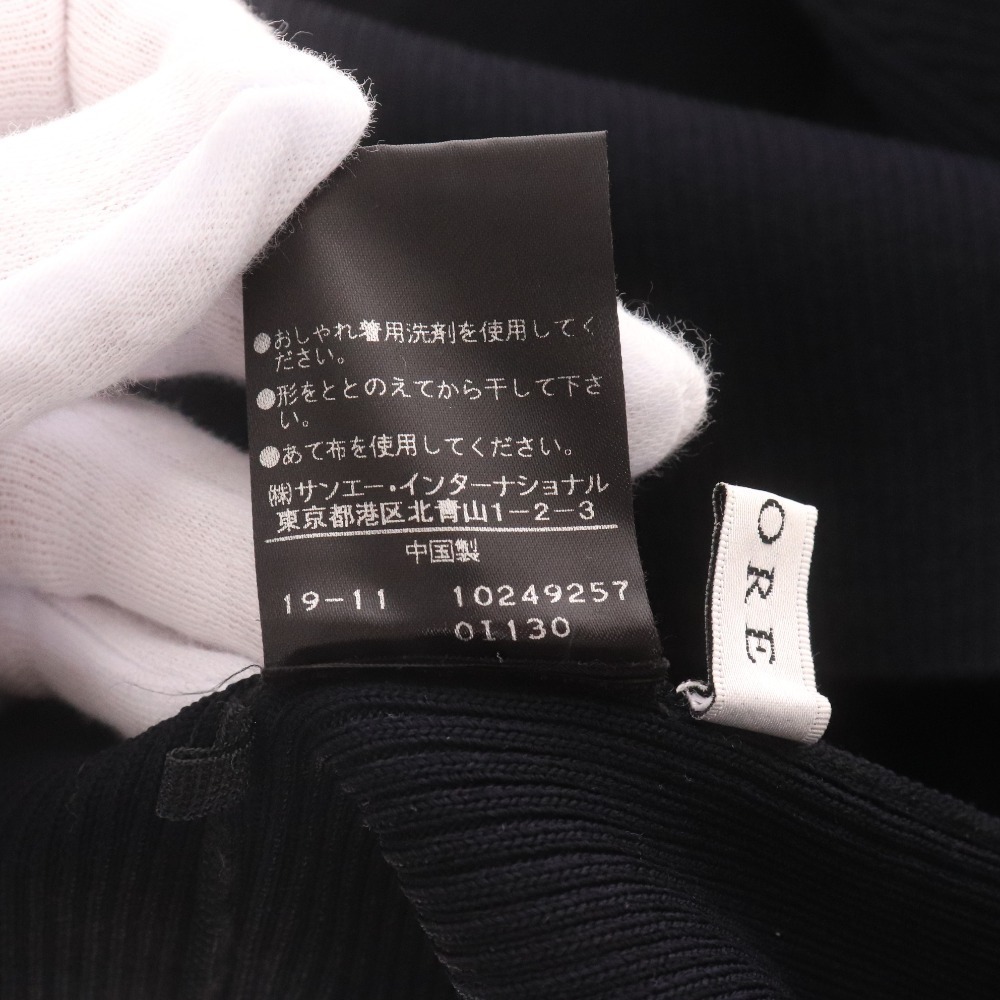 ●おしゃれ着用洗剤を使用してく
ださい。
●形をととのえてから干して下さ
い。
●あて布を使用してください。
㈱サンエー・インターナショナル
東京都港区北青山1-2-3
中国製
19-11 10249257
0I130
ORE